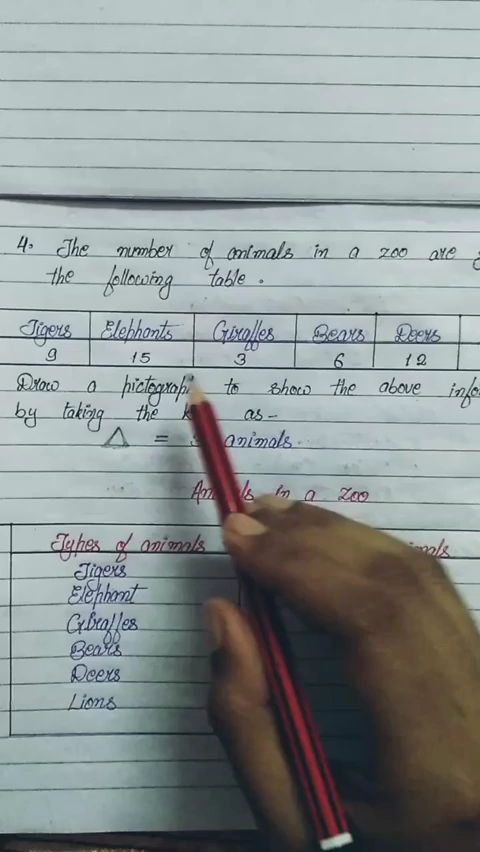 4. The number of animals in a zoo are
the following table.
Tigers Elephants Giraffes Bears Deers
9 15 3 6 12
Draw a pictograph to show the above
by taking the as-
Δ = animals.
in a zoo
Types of animals
Tigers
Elephant
Giraffes
Bears
Deers
Lions